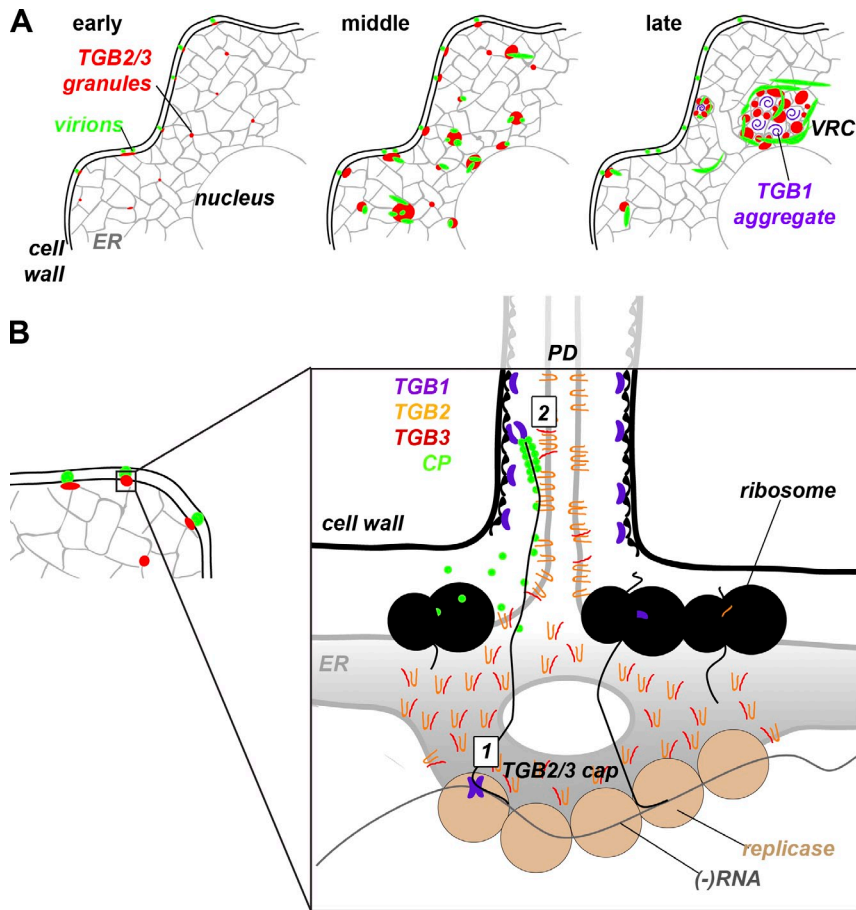 A
early
middle
late
TGB2/3
granules
virions
nucleus
ER
cell
wall
VRC
TGB1
aggregate
B
PD
TGB1
TGB2
TGB3
CP
2
cell wall
ribosome
ER
1
TGB2/3 cap
replicase
(-)RNA